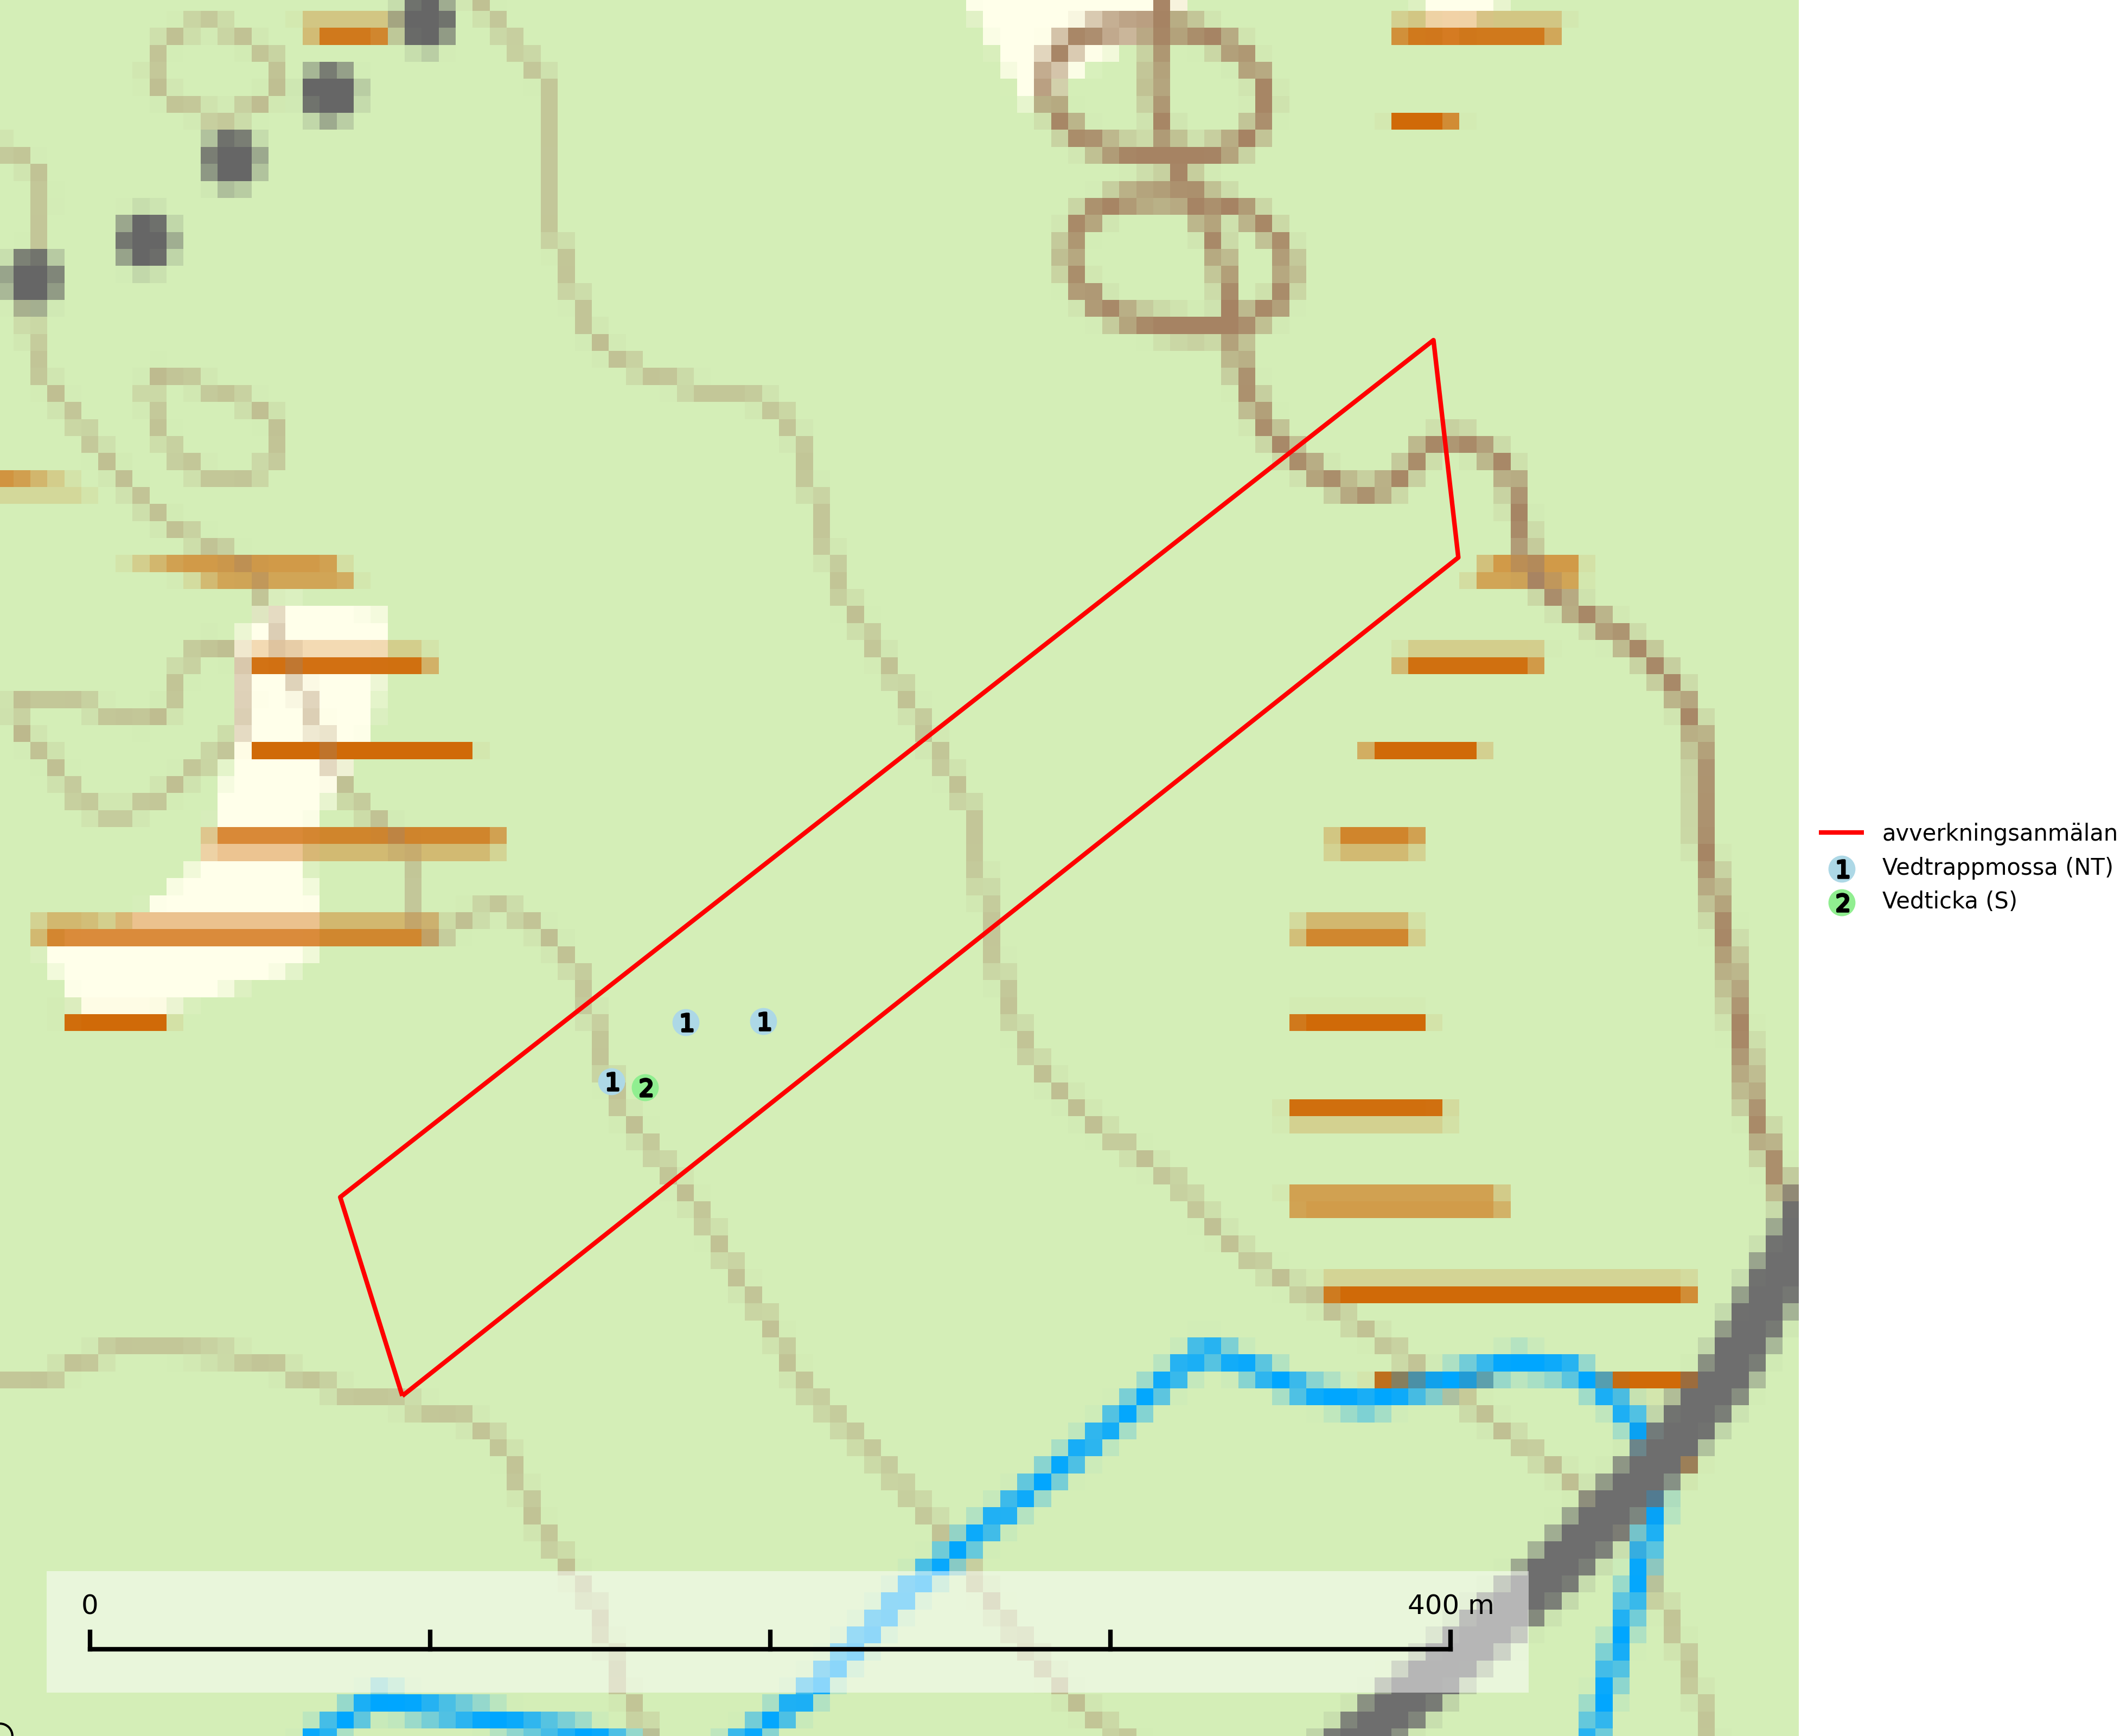 1 1
1 2
avverkningsanmälan
1 Vedtrappmossa (NT)
2 Vedticka (S)
0 400 m